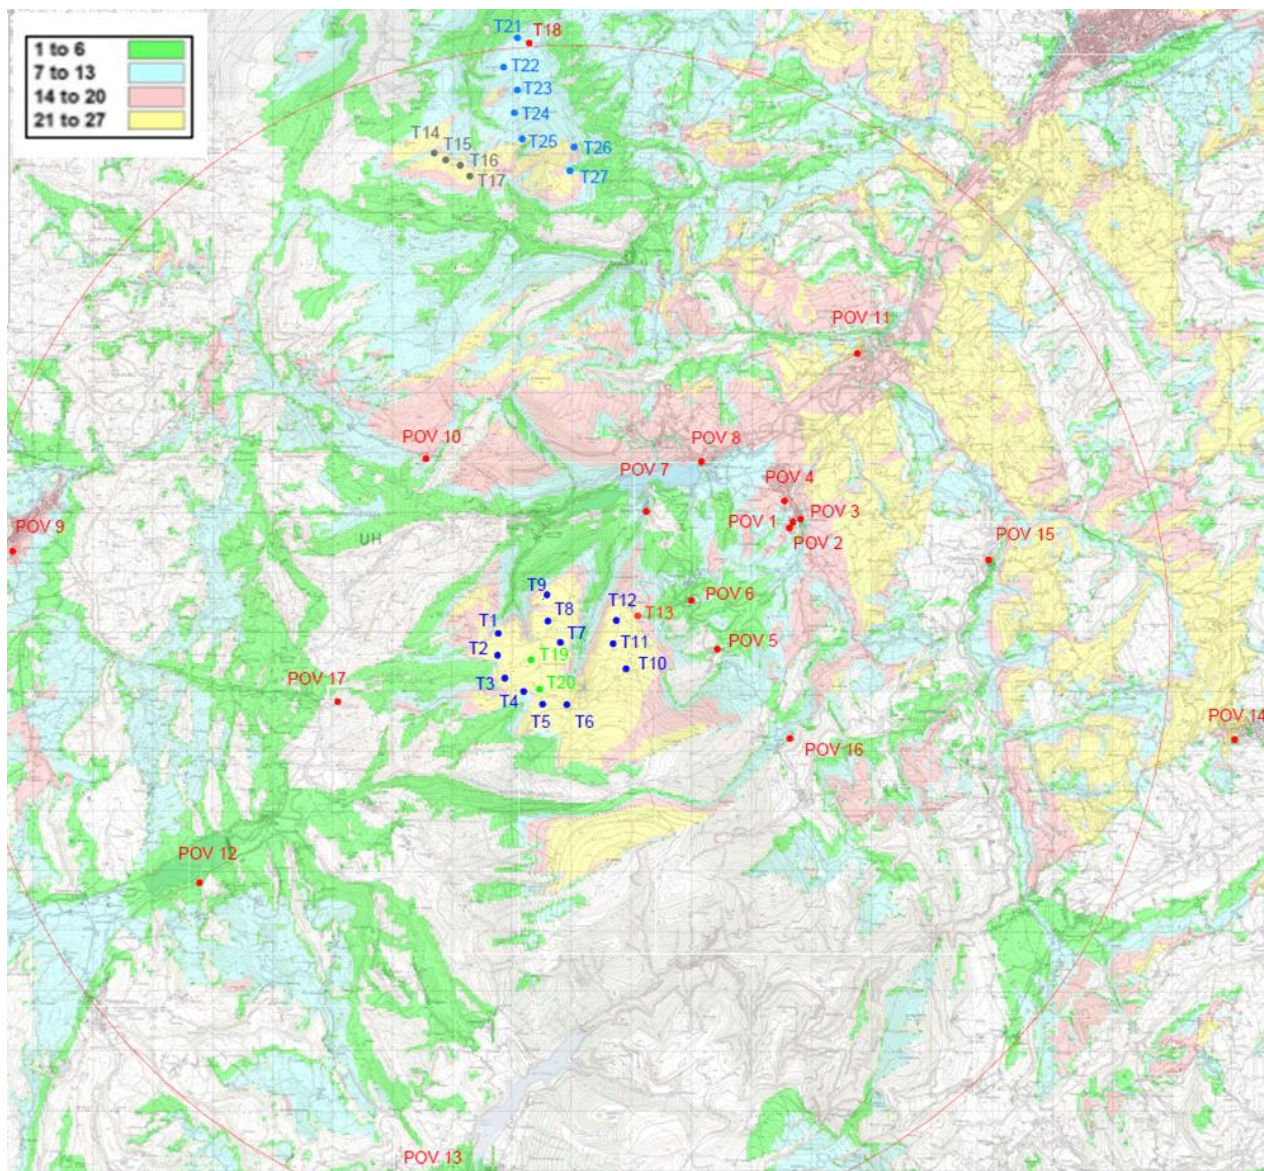 1 to 6
7 to 13
14 to 20
21 to 27
T21
T18
T22
T23
T24
T14
T15
T25
T26
T16
T17
T27
POV 11
POV 10
POV 8
POV 7
POV 4
POV 9
UH
POV 1
POV 3
POV 2
POV 15
T9
T8
T12
T13
POV 6
T1
T7
T11
POV 5
T2
T19
T10
POV 17
T3
T20
T4
T5
T6
POV 16
POV 14
POV 12
POV 13